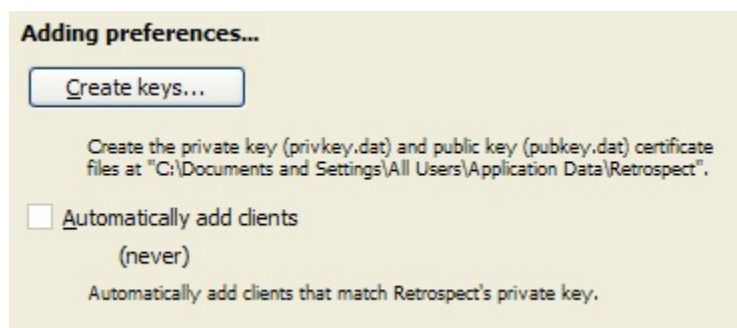 Adding preferences...
Create keys...
Create the private key (privkey.dat) and public key (pubkey.dat) certificate
files at "C:\Documents and Settings\All Users\Application Data\Retrospect".
Automatically add clients
(never)
Automatically add clients that match Retrospect's private key.